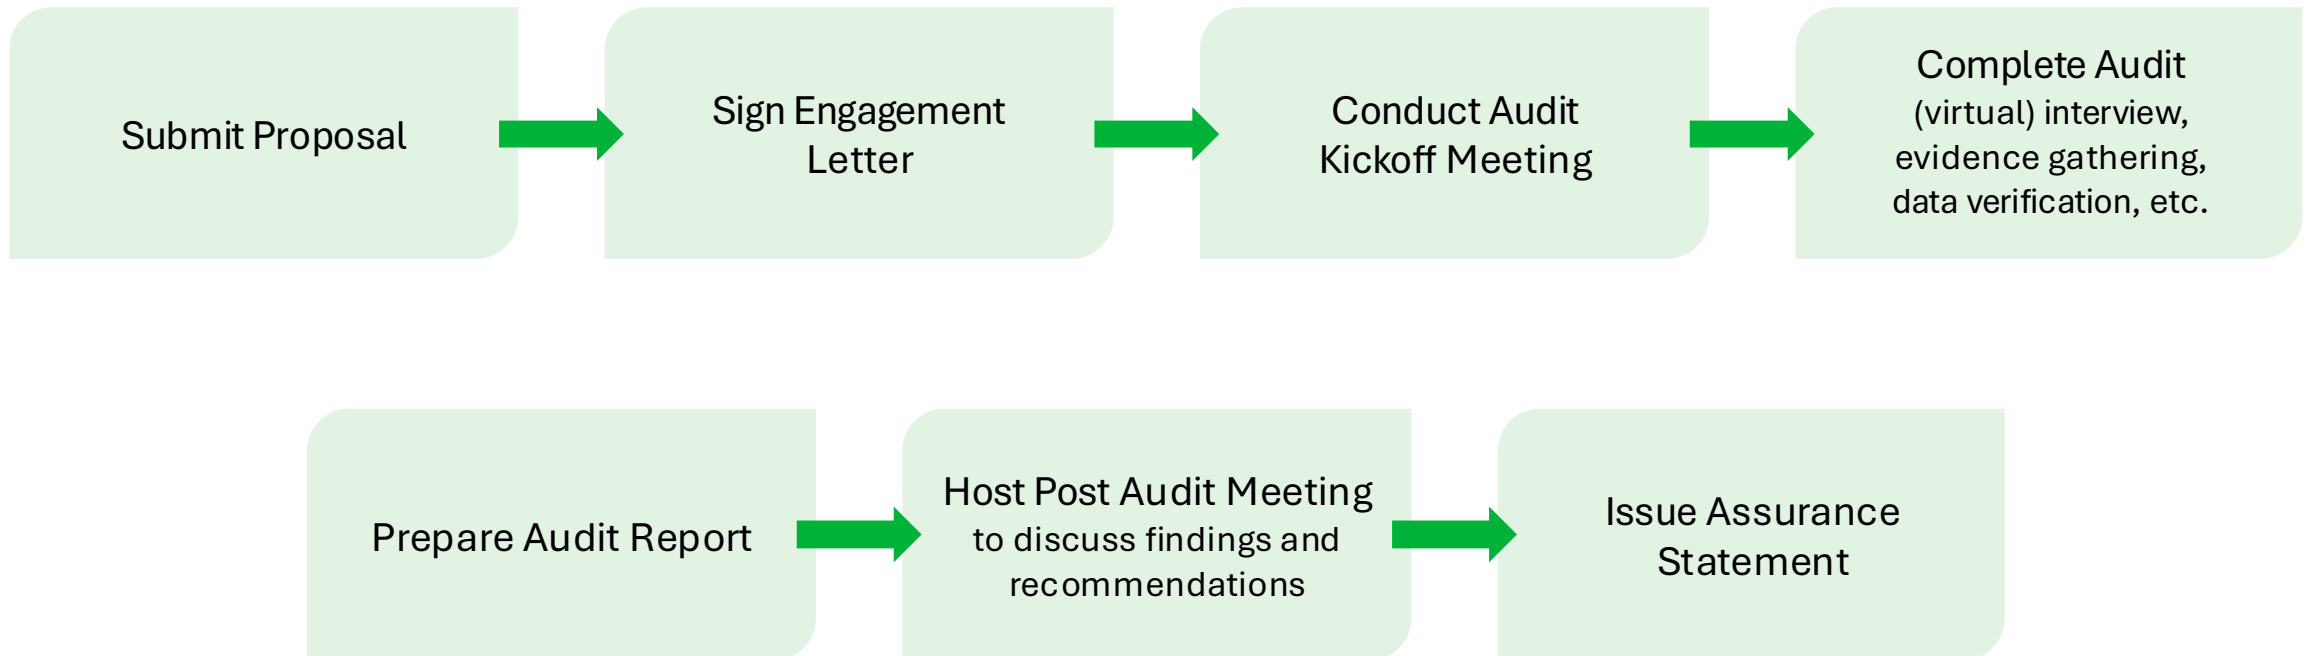 Submit Proposal
Sign Engagement
Letter
Conduct Audit
Kickoff Meeting
Complete Audit
(virtual) interview,
evidence gathering,
data verification, etc.
Prepare Audit Report
Host Post Audit Meeting
to discuss findings and
recommendations
Issue Assurance
Statement